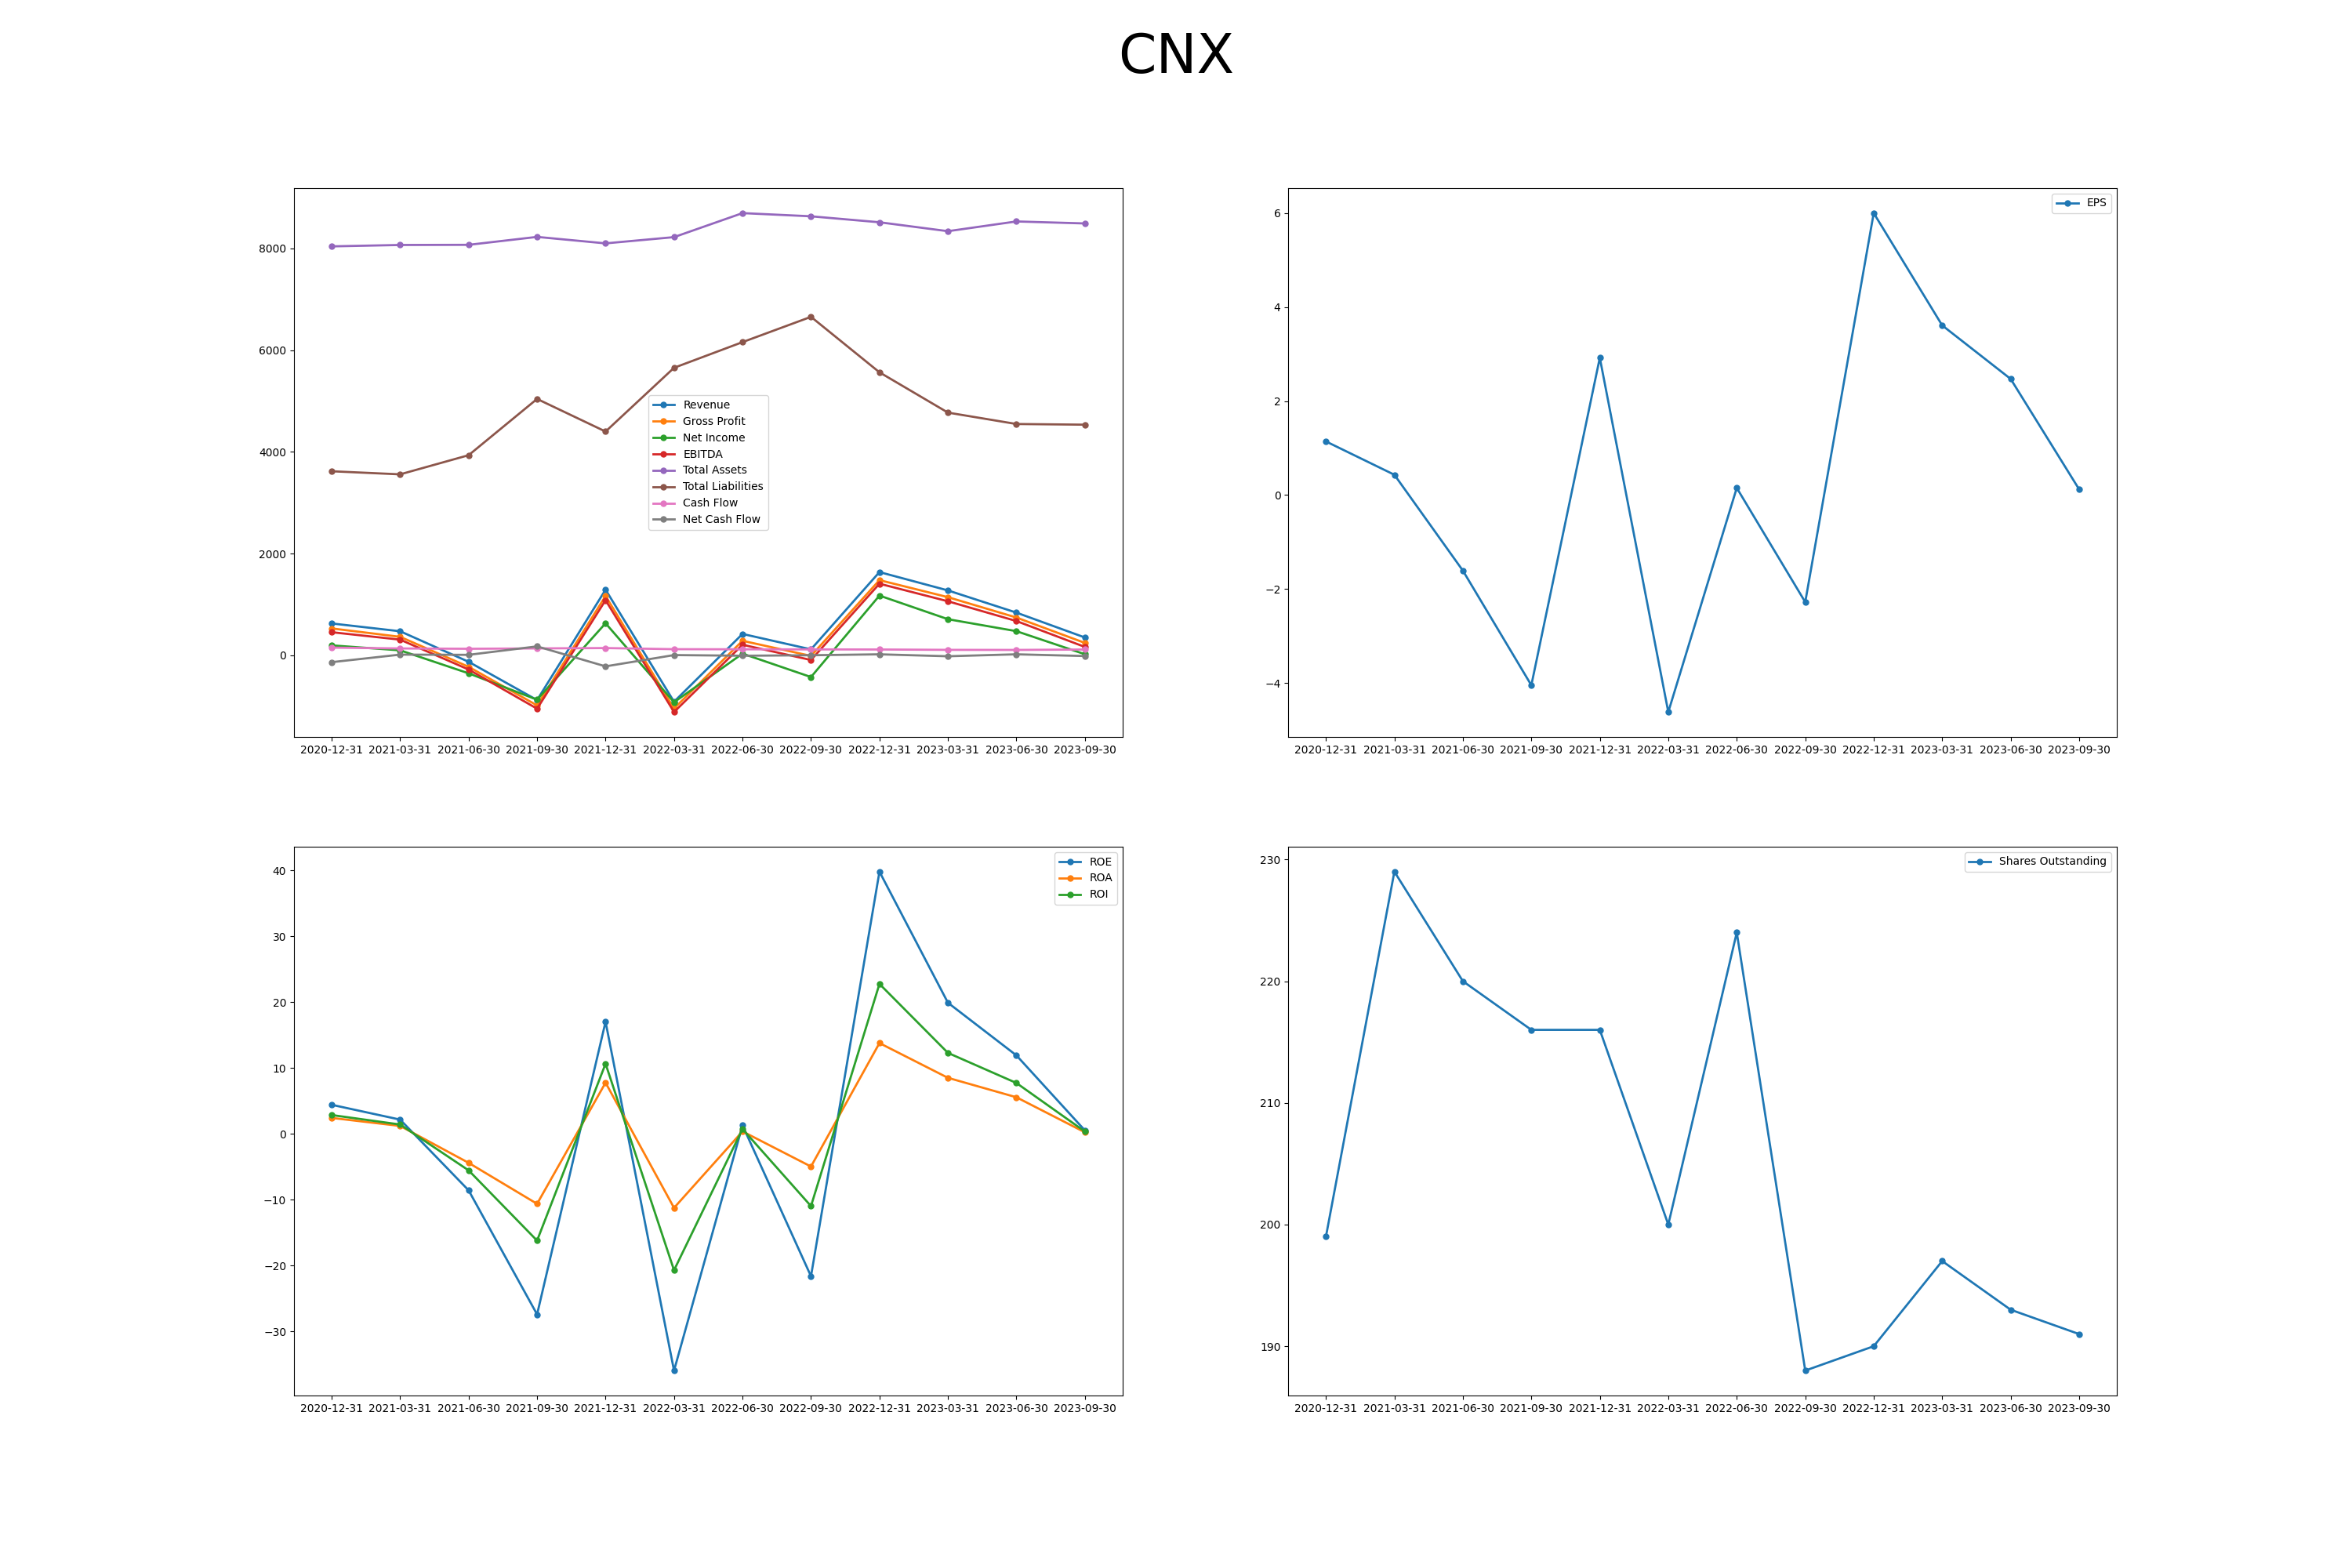 CNX
8000
6000
4000
2000
0
Revenue
Gross Profit
Net Income
EBITDA
Total Assets
Total Liabilities
Cash Flow
Net Cash Flow
2020-12-31 2021-03-31 2021-06-30 2021-09-30 2021-12-31 2022-03-31 2022-06-30 2022-09-30 2022-12-31 2023-03-31 2023-06-30 2023-09-30
EPS
6
4
2
0
−2
−4
2020-12-31 2021-03-31 2021-06-30 2021-09-30 2021-12-31 2022-03-31 2022-06-30 2022-09-30 2022-12-31 2023-03-31 2023-06-30 2023-09-30
ROE
ROA
ROI
40
30
20
10
0
−10
−20
−30
2020-12-31 2021-03-31 2021-06-30 2021-09-30 2021-12-31 2022-03-31 2022-06-30 2022-09-30 2022-12-31 2023-03-31 2023-06-30 2023-09-30
Shares Outstanding
230
220
210
200
190
2020-12-31 2021-03-31 2021-06-30 2021-09-30 2021-12-31 2022-03-31 2022-06-30 2022-09-30 2022-12-31 2023-03-31 2023-06-30 2023-09-30